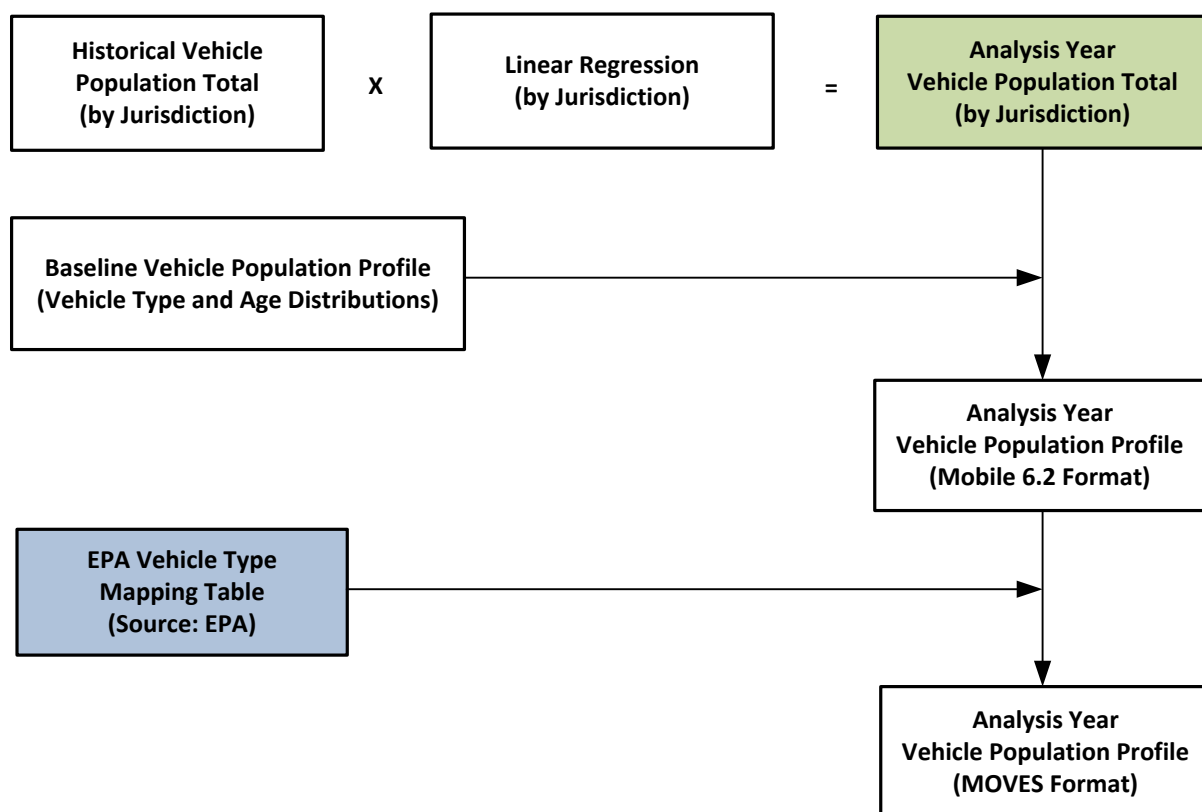 Historical Vehicle
Population Total
(by Jurisdiction)
X
Linear Regression
(by Jurisdiction)
=
Analysis Year
Vehicle Population Total
(by Jurisdiction)
Baseline Vehicle Population Profile
(Vehicle Type and Age Distributions)
Analysis Year
Vehicle Population Profile
(Mobile 6.2 Format)
EPA Vehicle Type
Mapping Table
(Source: EPA)
Analysis Year
Vehicle Population Profile
(MOVES Format)